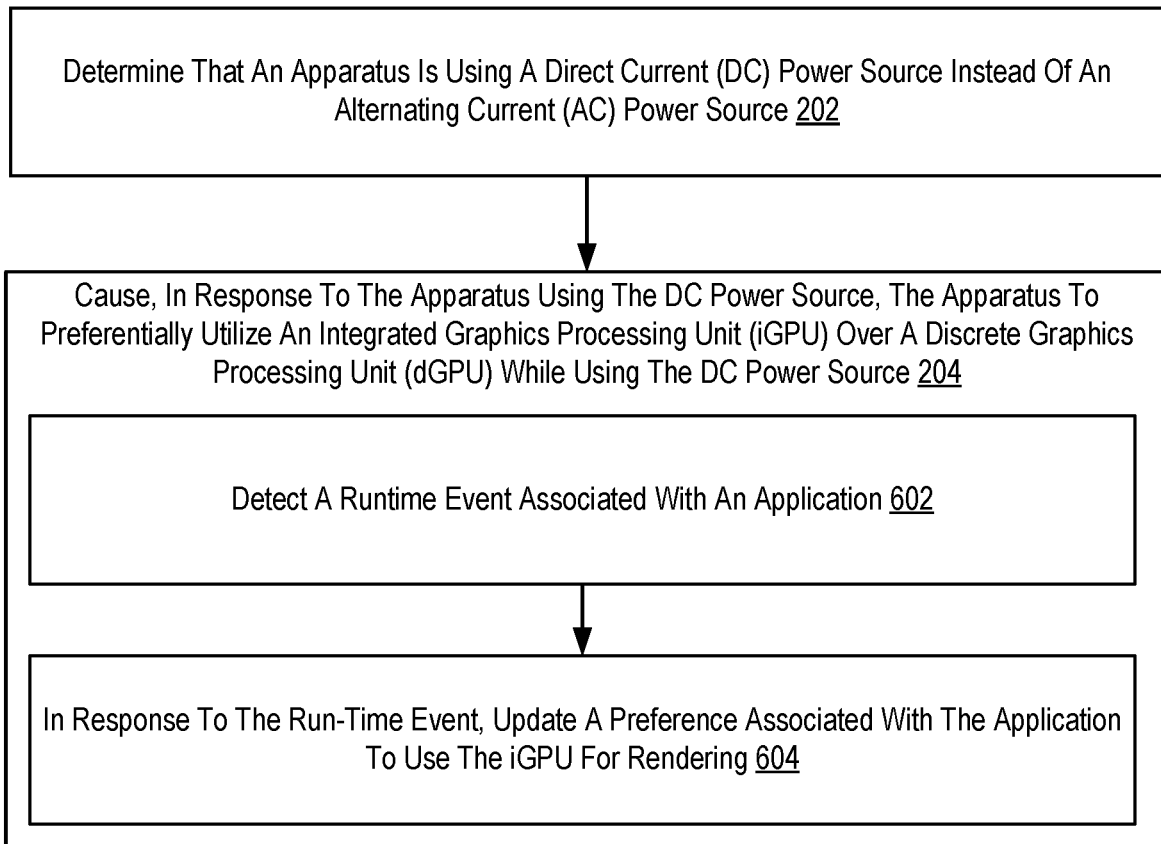 Determine That An Apparatus Is Using A Direct Current (DC) Power Source Instead Of An
Alternating Current (AC) Power Source 202
Cause, In Response To The Apparatus Using The DC Power Source, The Apparatus To
Preferentially Utilize An Integrated Graphics Processing Unit (iGPU) Over A Discrete Graphics
Processing Unit (dGPU) While Using The DC Power Source 204
Detect A Runtime Event Associated With An Application 602
In Response To The Run-Time Event, Update A Preference Associated With The Application
To Use The iGPU For Rendering 604